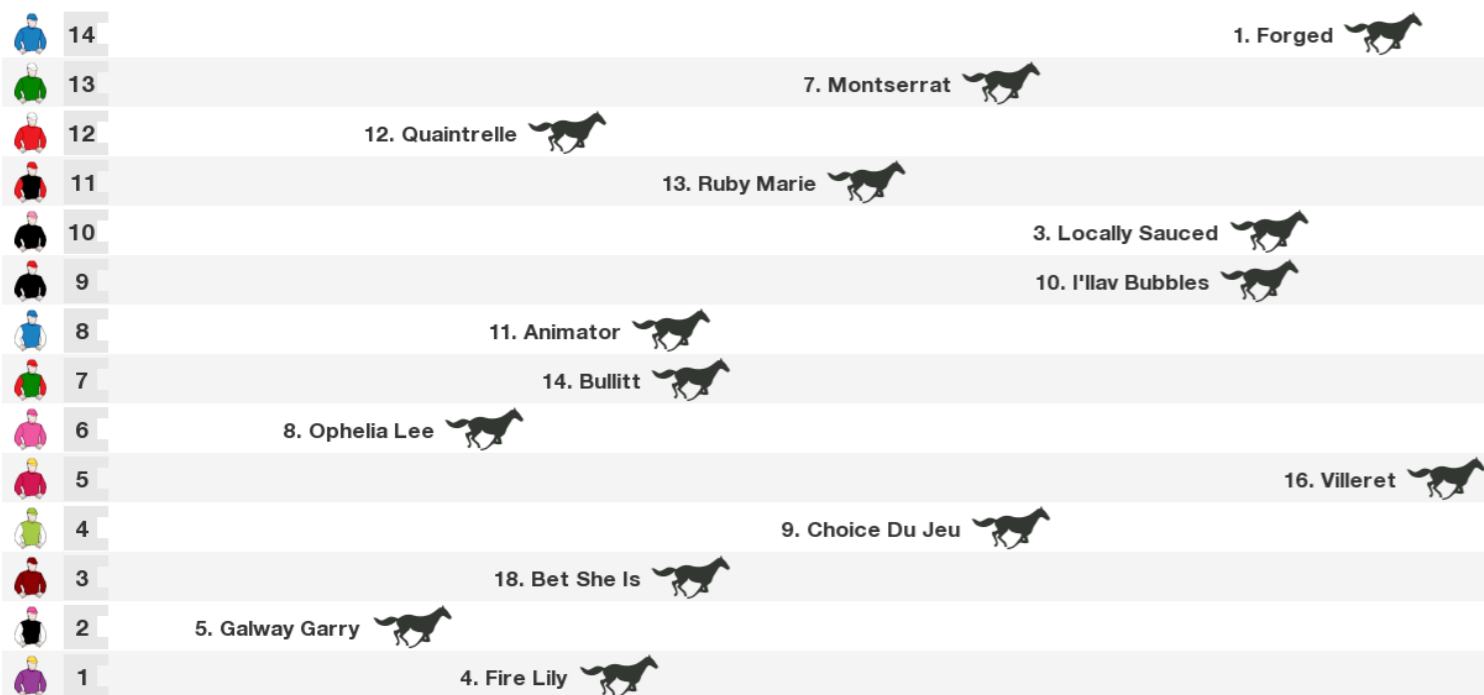 14 1. Forged
13 7. Montserrat
12 12. Quaintrelle
11 13. Ruby Marie
10 3. Locally Sauced
9 10. I'llav Bubbles
8 11. Animator
7 14. Bullitt
6 8. Ophelia Lee
5 16. Villeret
4 9. Choice Du Jeu
3 18. Bet She Is
2 5. Galway Garry
1 4. Fire Lily